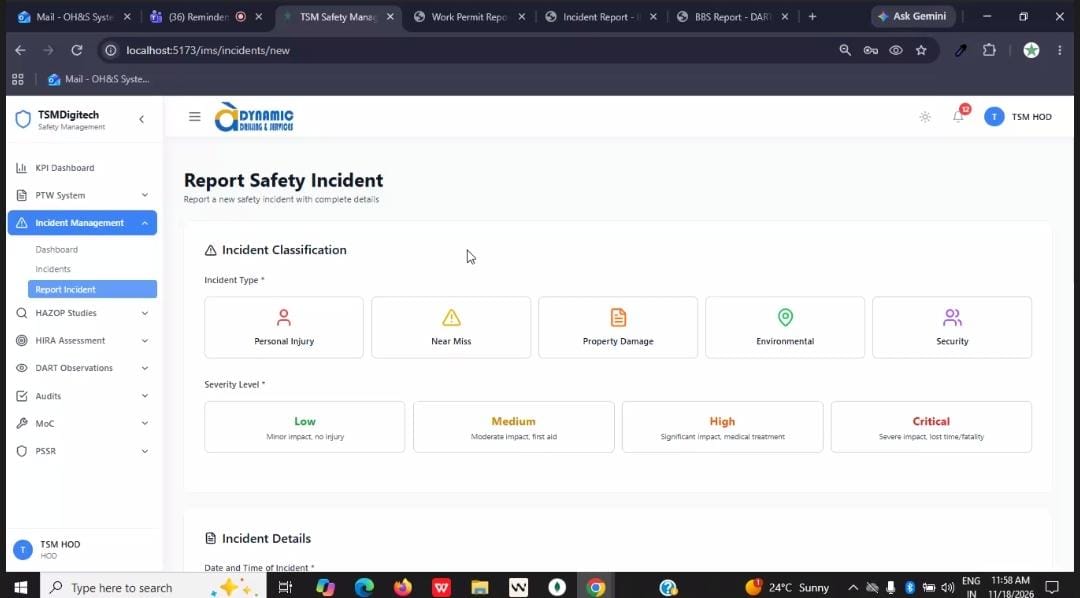 Mail - OH&S Syste
(36) Reminder
TSM Safety Manag
Work Permit Repo
Incident Report -
BBS Report - DAR
Ask Gemini
localhost:5173/ims/incidents/new
Mail - OH&S Syste...
TSMDigitech
Safety Management
DYNAMIC
DRILLING & SERVICES
12
T
TSM HOD
KPI Dashboard
PTW System
Incident Management
Dashboard
Incidents
Report Incident
HAZOP Studies
HIRA Assessment
DART Observations
Audits
MoC
PSSR
T
TSM HOD
HOD
Report Safety Incident
Report a new safety incident with complete details
Incident Classification
Incident Type *
Personal Injury
Near Miss
Property Damage
Environmental
Security
Severity Level *
Low
Minor impact, no injury
Medium
Moderate impact, first aid
High
Significant impact, medical treatment
Critical
Severe impact, lost time/fatality
Incident Details
Date and Time of Incident *
Type here to search
24°C Sunny
ENG
IN
11:58 AM
11/18/2026